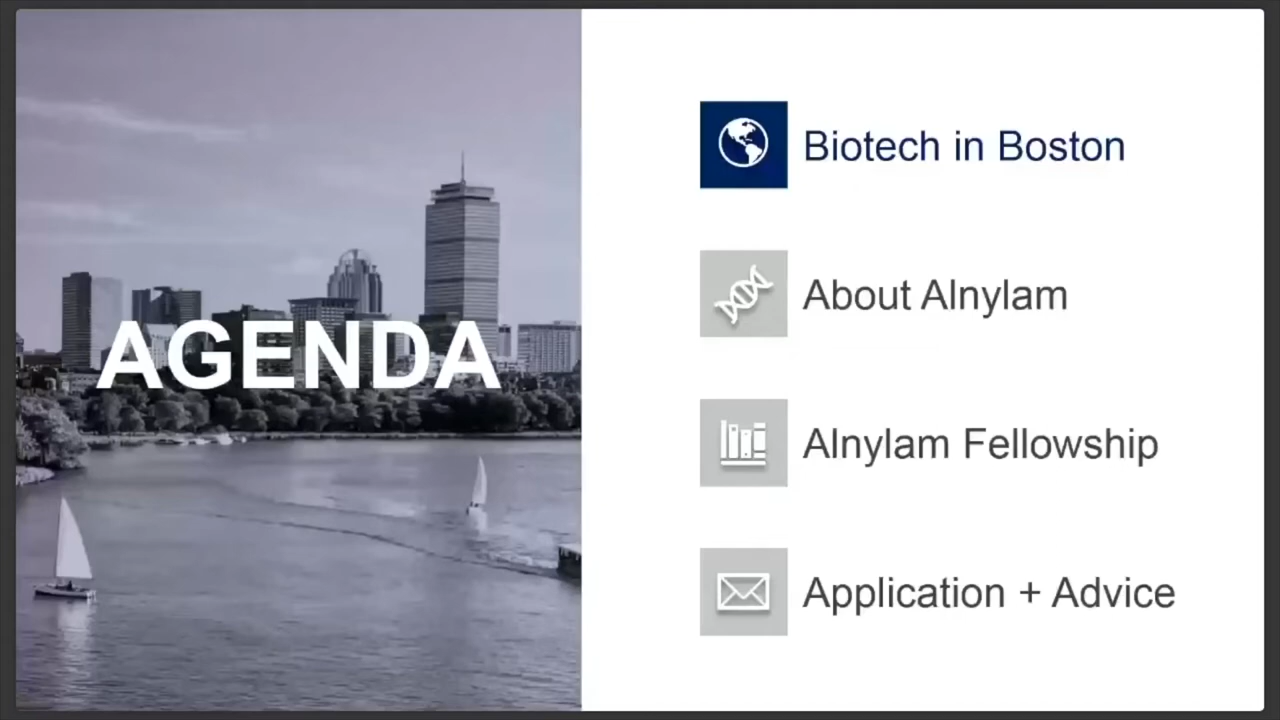 AGENDA
Biotech in Boston
About Alnylam
Alnylam Fellowship
Application + Advice